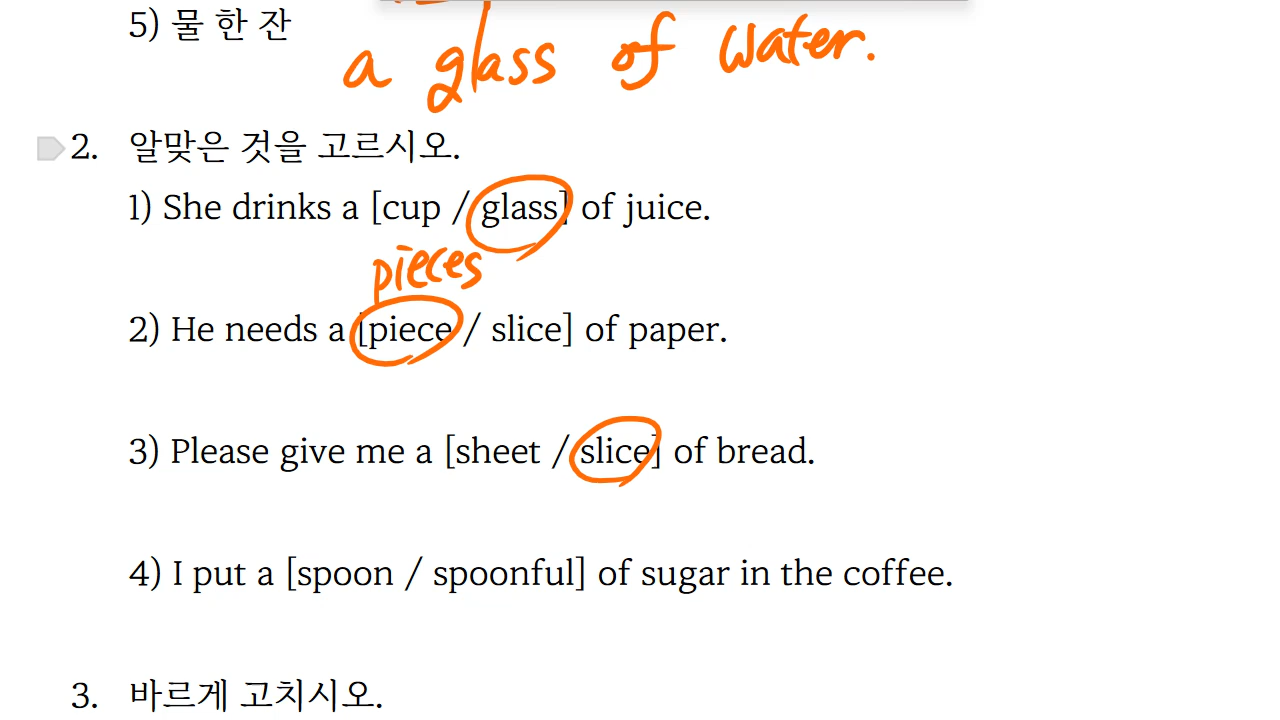 5) 물 한 잔
a glass of water.
2. 알맞은 것을 고르시오.
1) She drinks a [cup / glass] of juice.
pieces
2) He needs a [piece / slice] of paper.
3) Please give me a [sheet / slice] of bread.
4) I put a [spoon / spoonful] of sugar in the coffee.
3. 바르게 고치시오.